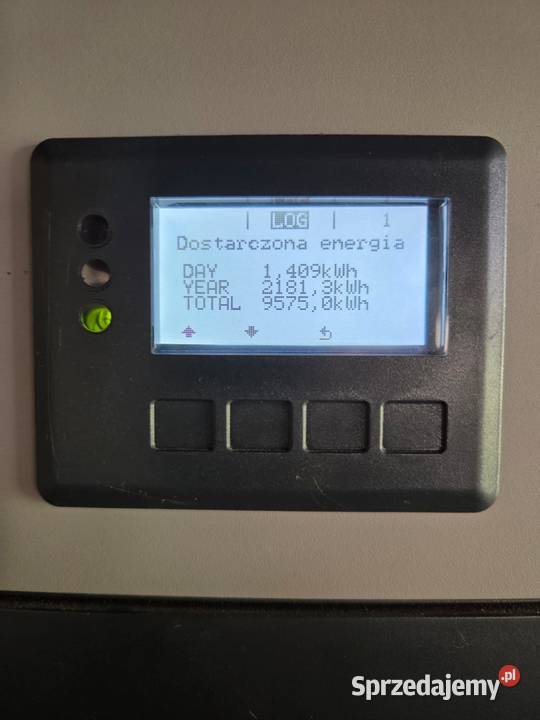 | LOG | 1
Dostarczona energia
DAY 1,409kWh
YEAR 2181,3kWh
TOTAL 9575,0kWh
Sprzedajemy.pl